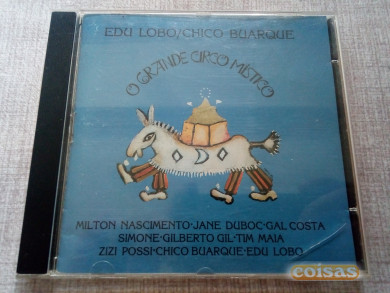 EDU LOBO/CHICO BUARQUE
O GRANDE CIRCO MÍSTICO
MILTON NASCIMENTO·JANE DUBOC·GAL COSTA
SIMONE·GILBERTO GIL·TIM MAIA
ZIZI POSSI·CHICO BUARQUE·EDU LOBO
coisas